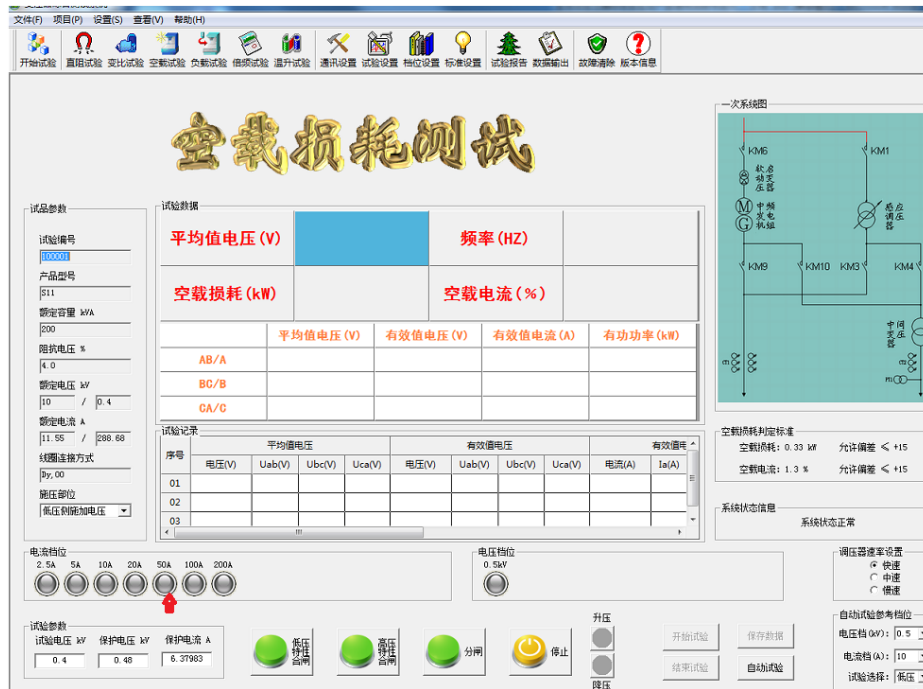 文件(F) 项目(P) 设置(S) 查看(V) 帮助(H)
开始试验 直阻试验 变比试验 空载试验 负载试验 倍频试验 温升试验 通讯设置 试验设置 档位设置 标准设置 试验报告 数据输出 故障清除 版本信息
空载损耗测试
一次系统图
KM6
KM1
软启动变压器
M
中频发电机组
G
感应调压器
KM9
KM10
KM3
KM4
中间变压器
试品参数
试验编号
100001
产品型号
S11
额定容量 kVA
200
阻抗电压 %
4.0
额定电压 kV
10 / 0.4
额定电流 A
11.55 / 288.68
线圈连接方式
Dy,00
施压部位
低压侧施加电压
试验数据
平均值电压(V) 频率(HZ)
空载损耗(kW) 空载电流(%)
平均值电压(V) 有效值电压(V) 有效值电流(A) 有功功率(kW)
AB/A
BC/B
CA/C
试验记录
序号 平均值电压 有效值电压 有效值电
电压(V) Uab(V) Ubc(V) Uca(V) 电压(V) Uab(V) Ubc(V) Uca(V) 电流(A) Ia(A)
01
02
03
空载损耗判定标准
空载损耗: 0.33 kW 允许偏差 ≤ +15
空载电流: 1.3 % 允许偏差 ≤ +15
系统状态信息
系统状态正常
电流档位
2.5A 5A 10A 20A 50A 100A 200A
电压档位
0.5kV
调压器速率设置
快速
中速
慢速
试验参数
试验电压 kV 保护电压 kV 保护电流 A
0.4 0.48 6.37983
低压特性合闸
高压特性合闸
分闸
停止
升压
降压
开始试验 保存数据
结束试验 自动试验
自动试验参考档位
电压档(kV): 0.5
电流档(A): 10
试验选择: 低压